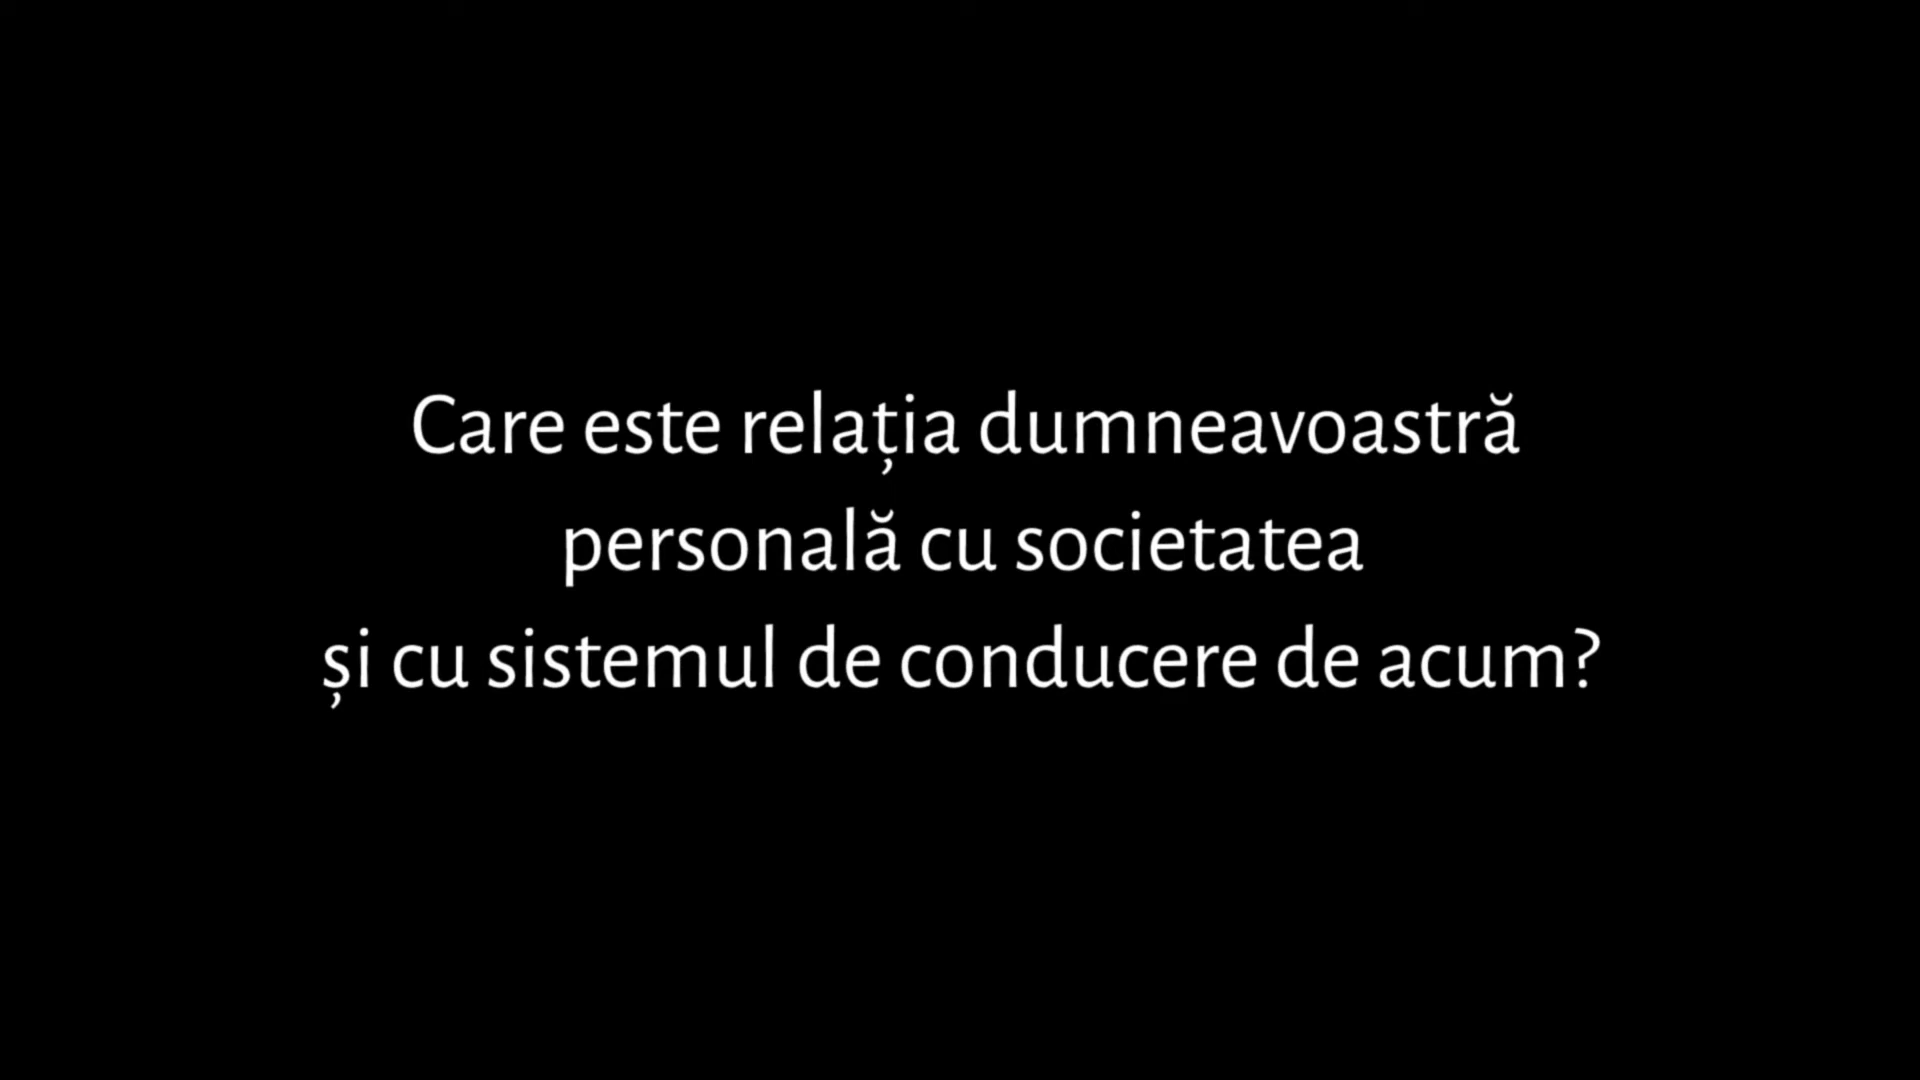 Care este relația dumneavoastră
personală cu societatea
și cu sistemul de conducere de acum?